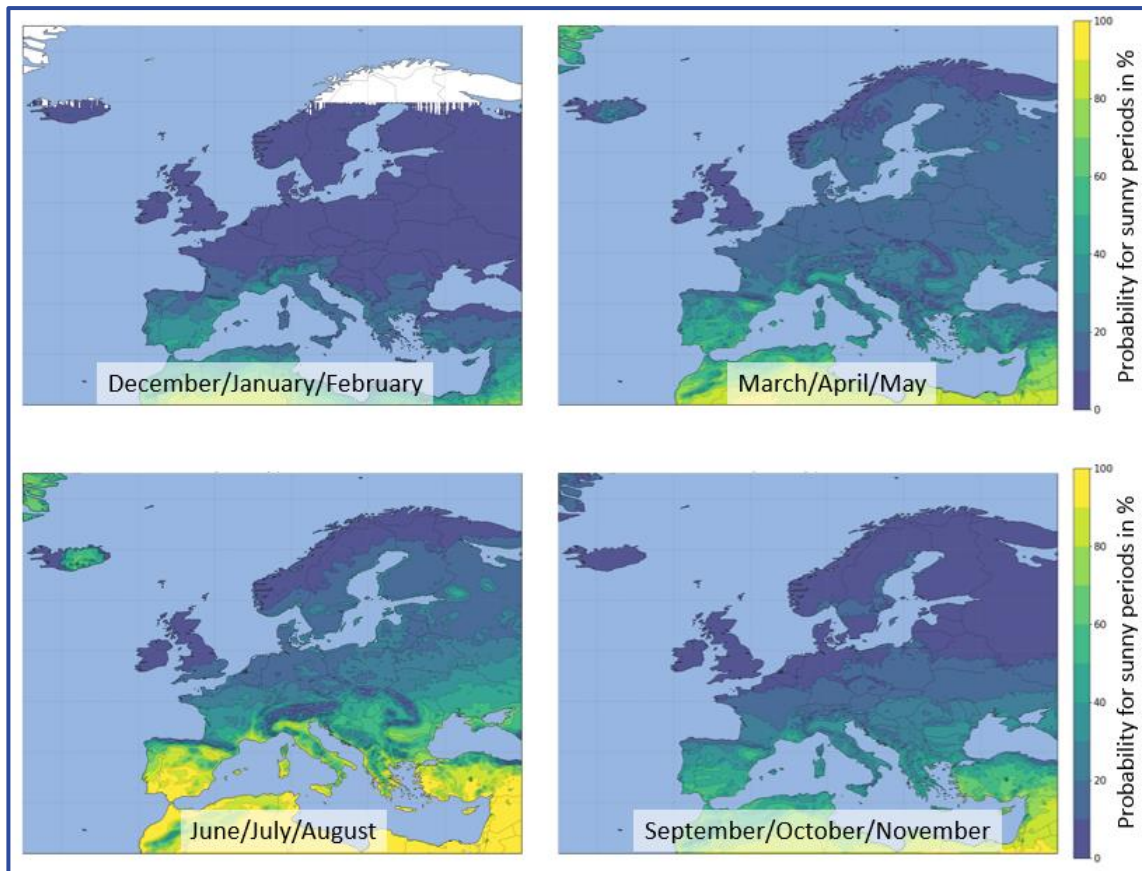 100
80
60
40
20
0
Probability for sunny periods in %
December/January/February
March/April/May
100
80
60
40
20
0
Probability for sunny periods in %
June/July/August
September/October/November